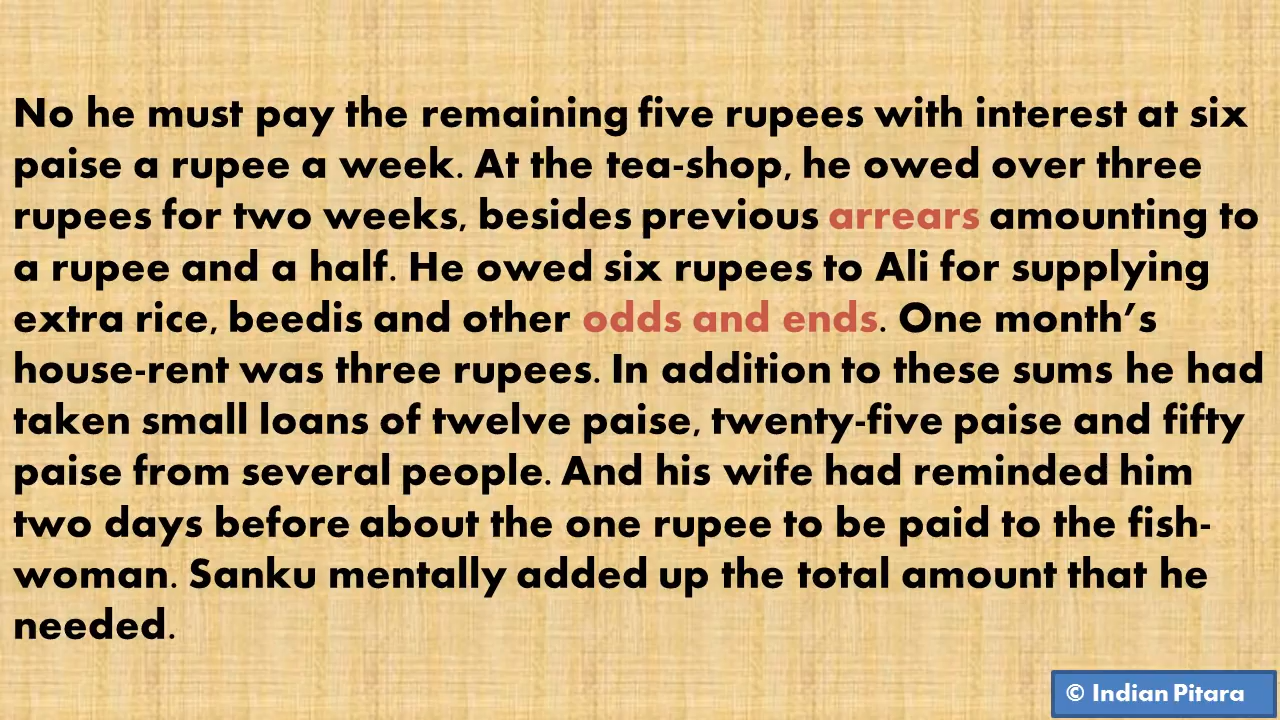 No he must pay the remaining five rupees with interest at six
paise a rupee a week. At the tea-shop, he owed over three
rupees for two weeks, besides previous arrears amounting to
a rupee and a half. He owed six rupees to Ali for supplying
extra rice, beedis and other odds and ends. One month’s
house-rent was three rupees. In addition to these sums he had
taken small loans of twelve paise, twenty-five paise and fifty
paise from several people. And his wife had reminded him
two days before about the one rupee to be paid to the fish-
woman. Sanku mentally added up the total amount that he
needed.
© Indian Pitara